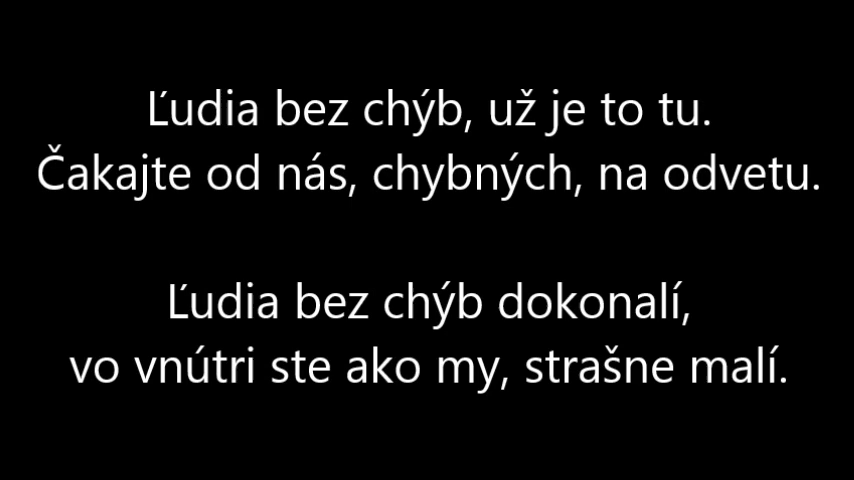 Ľudia bez chýb, už je to tu.
Čakajte od nás, chybných, na odvetu.
Ľudia bez chýb dokonalí,
vo vnútri ste ako my, strašne malí.